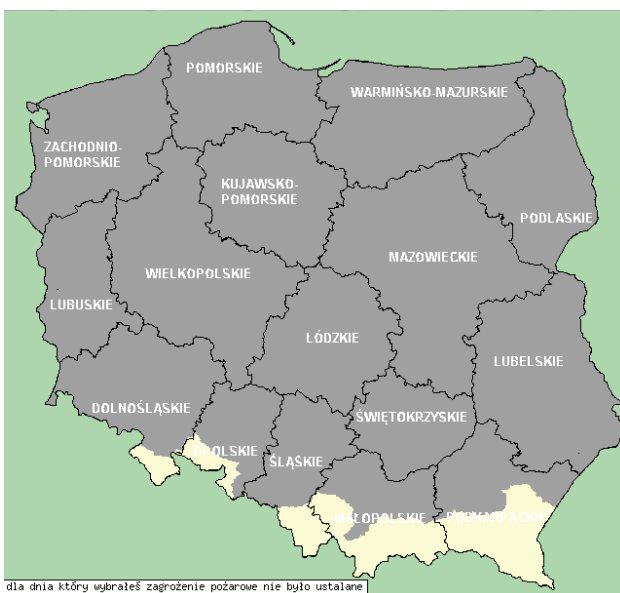 POMORSKIE
WARMIŃSKO-MAZURSKIE
ZACHODNIO-
POMORSKIE
KUJAWSKO-
POMORSKIE
PODLASKIE
MAZOWIECKIE
WIELKOPOLSKIE
LUBUSKIE
ŁÓDZKIE
LUBELSKIE
DOLNOŚLĄSKIE
ŚWIĘTOKRZYSKIE
OPOLSKIE
ŚLĄSKIE
MAŁOPOLSKIE
PODKARPACKIE
dla dnia który wybrałeś zagrożenie pożarowe nie było ustalane